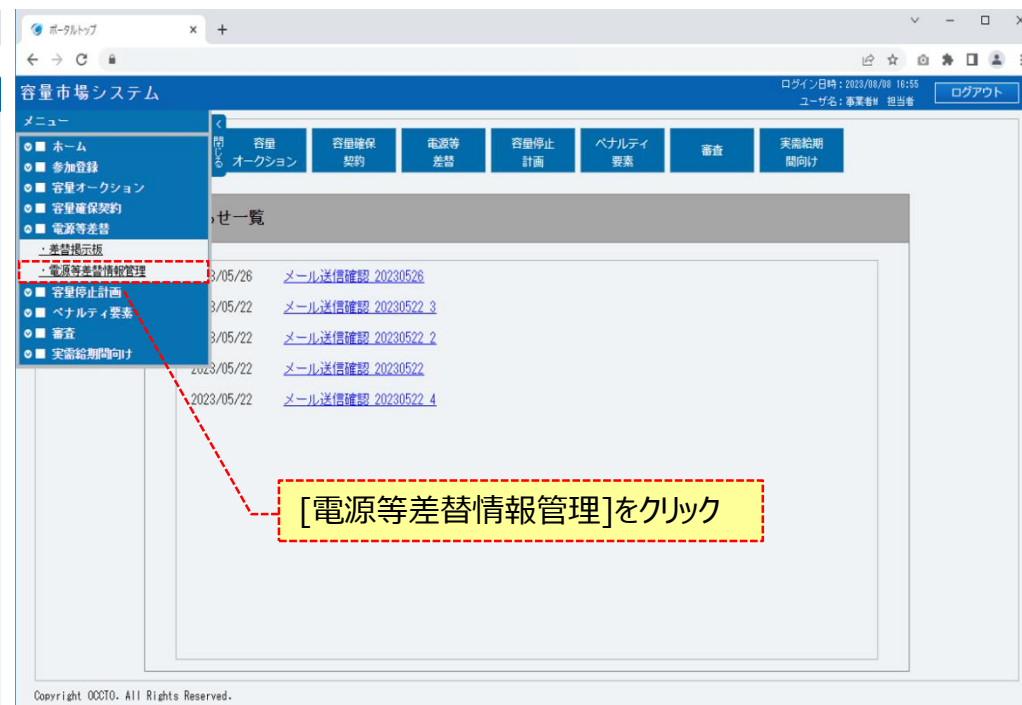 ポータルトップ
容量市場システム
ログイン日時：2023/08/08 16:55
ユーザ名：事業者M 担当者
ログアウト
メニュー
ホーム
参加登録
容量オークション
容量確保契約
電源等差替
・差替掲示板
・電源等差替情報管理
容量停止計画
ペナルティ要素
審査
実需給期間向け
閉じる
容量
オークション
容量確保
契約
電源等
差替
容量停止
計画
ペナルティ
要素
審査
実需給期
間向け
らせ一覧
3/05/26 メール送信確認 20230526
3/05/22 メール送信確認 20230522 3
3/05/22 メール送信確認 20230522 2
2023/05/22 メール送信確認 20230522
2023/05/22 メール送信確認 20230522 4
[電源等差替情報管理]をクリック
Copyright OCCTO. All Rights Reserved.